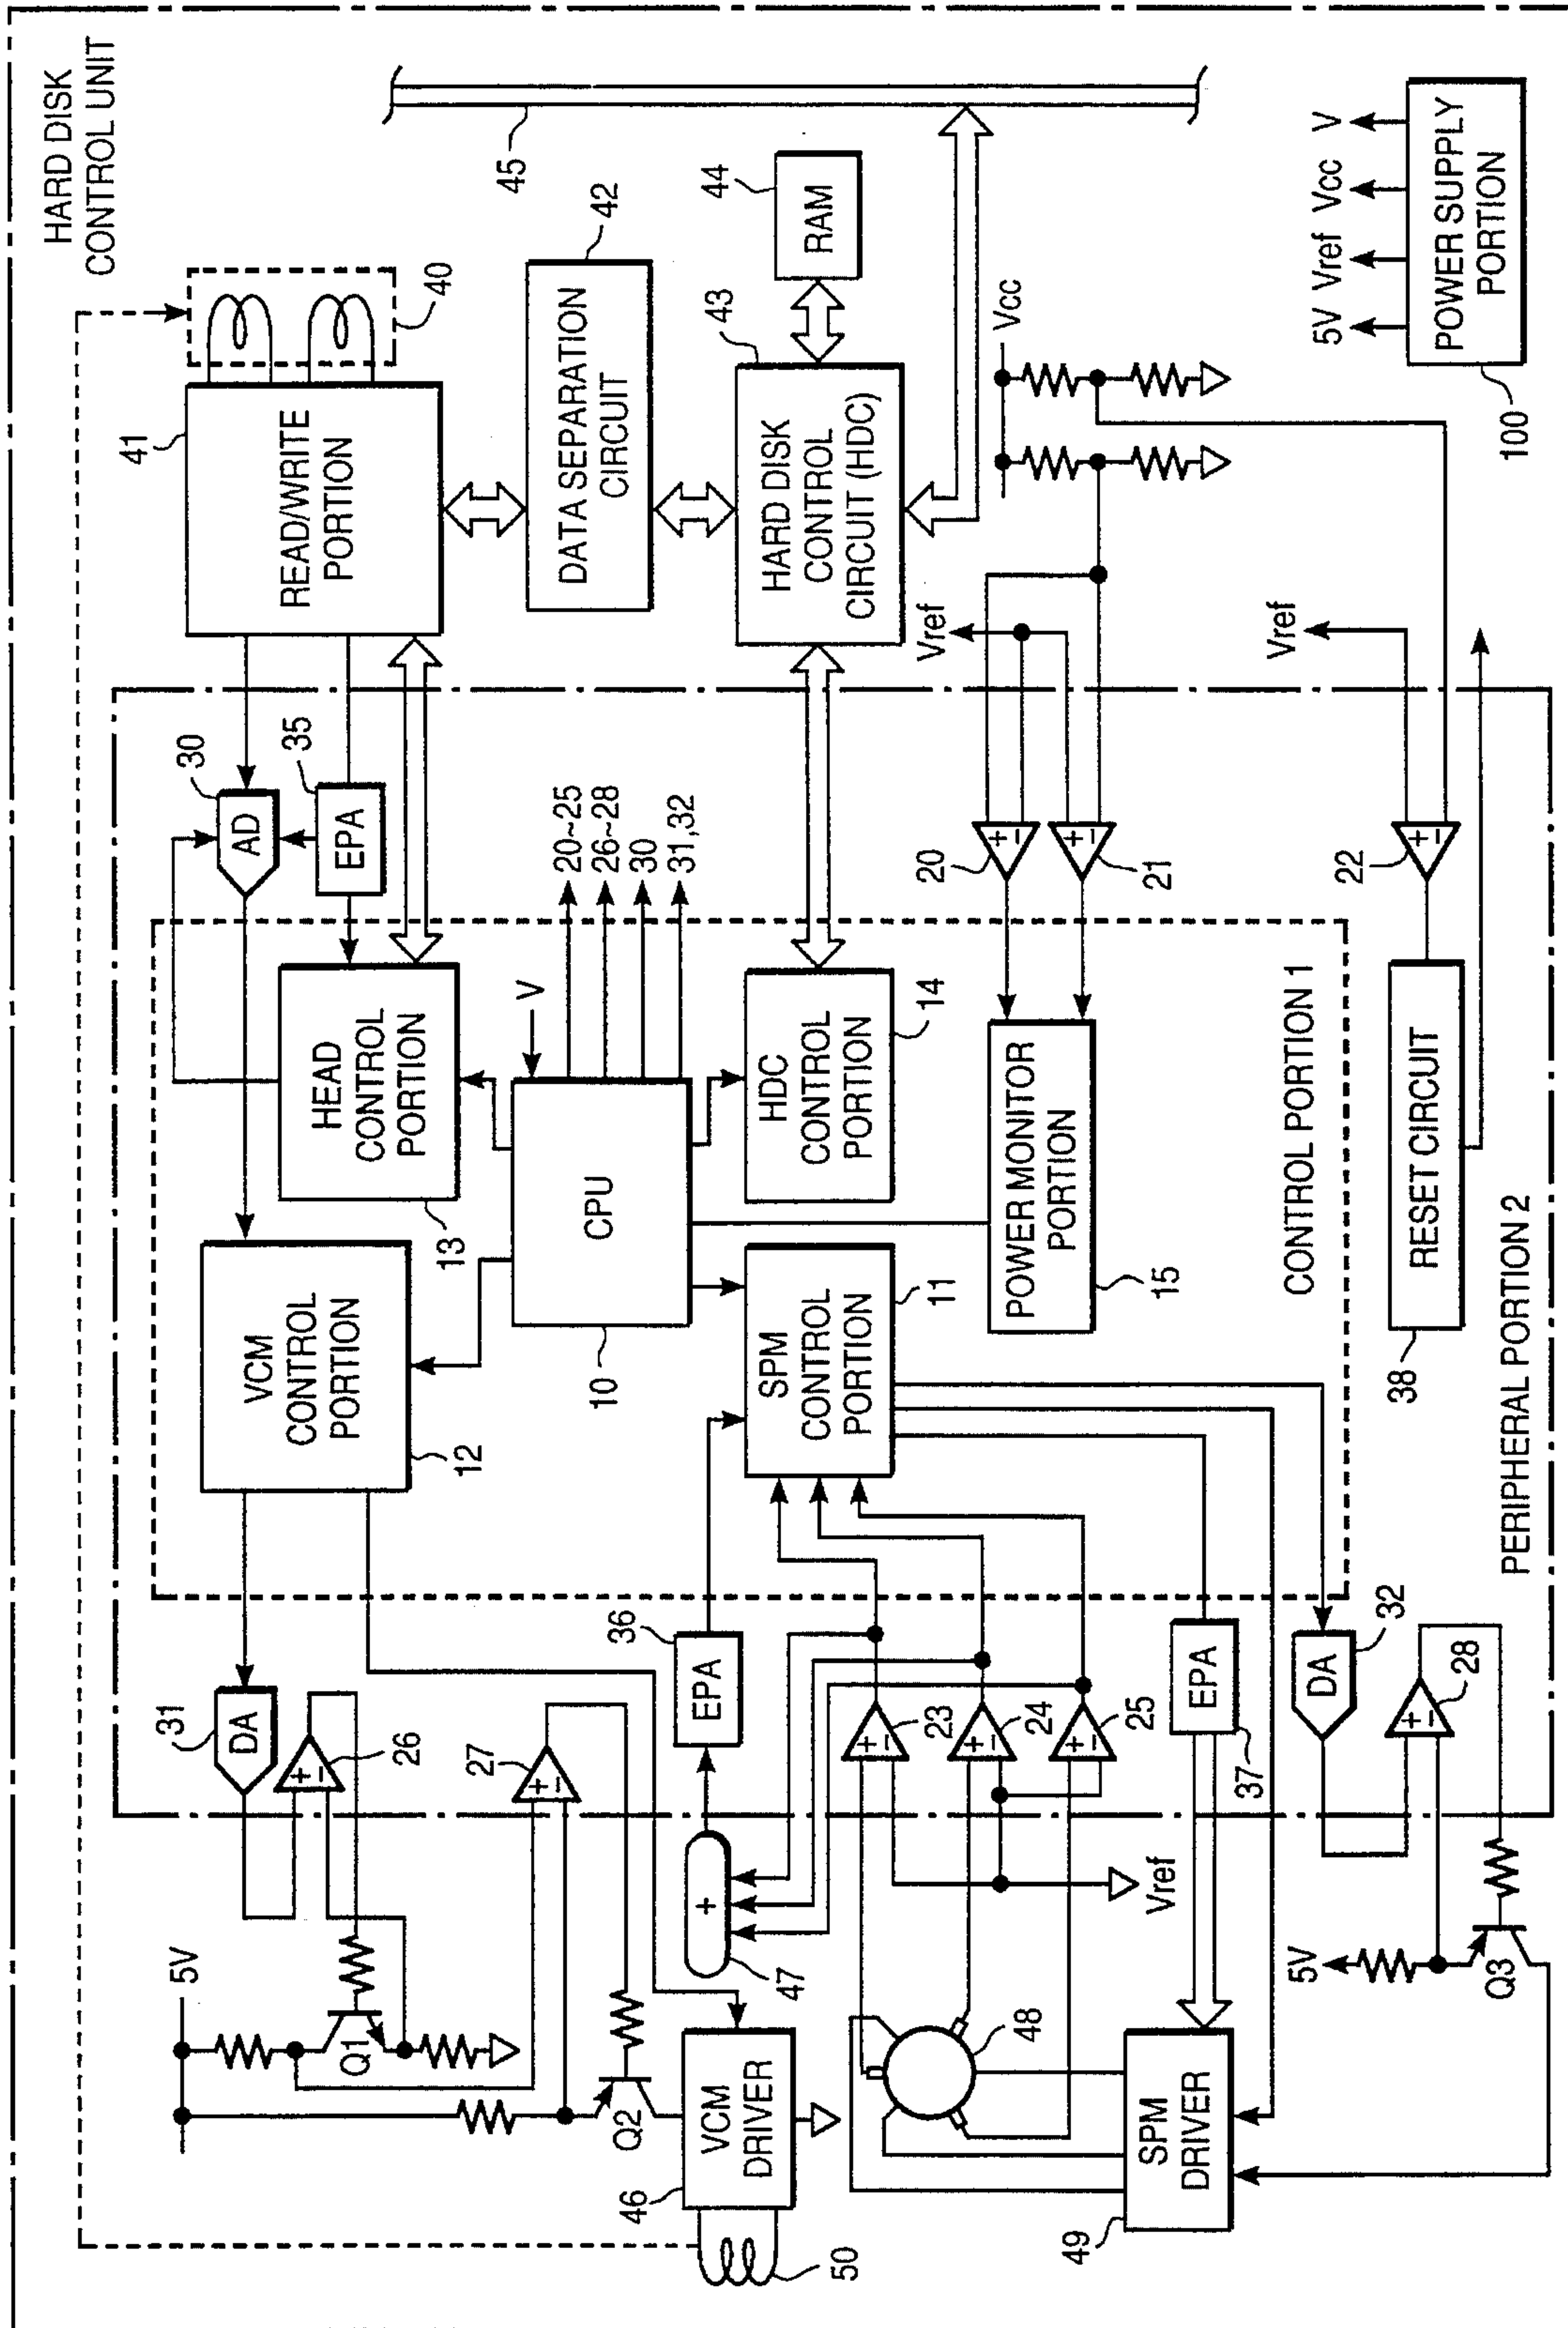 HARD DISK
CONTROL UNIT
5V
Q1
Q2
31
DA
+
−
26
27
+
−
VCM
CONTROL
PORTION
12
HEAD
CONTROL
PORTION
13
30
AD
35
EPA
41
READ/WRITE
PORTION
40
DATA SEPARATION
CIRCUIT
42
45
44
RAM
43
HARD DISK
CONTROL
CIRCUIT (HDC)
V
CPU
10
20~25
26~28
30
31,32
HDC
CONTROL
PORTION
14
36
EPA
+
47
46
VCM
DRIVER
50
SPM
CONTROL
PORTION
11
POWER MONITOR
PORTION
15
20
+
−
+
−
21
Vref
Vcc
+
−
23
+
−
24
+
−
25
Vref
48
49
SPM
DRIVER
EPA
37
CONTROL PORTION 1
DA
32
+
−
28
5V
Q3
38
RESET CIRCUIT
22
+
−
Vref
PERIPHERAL PORTION 2
5V
Vref
Vcc
V
POWER SUPPLY
PORTION
100